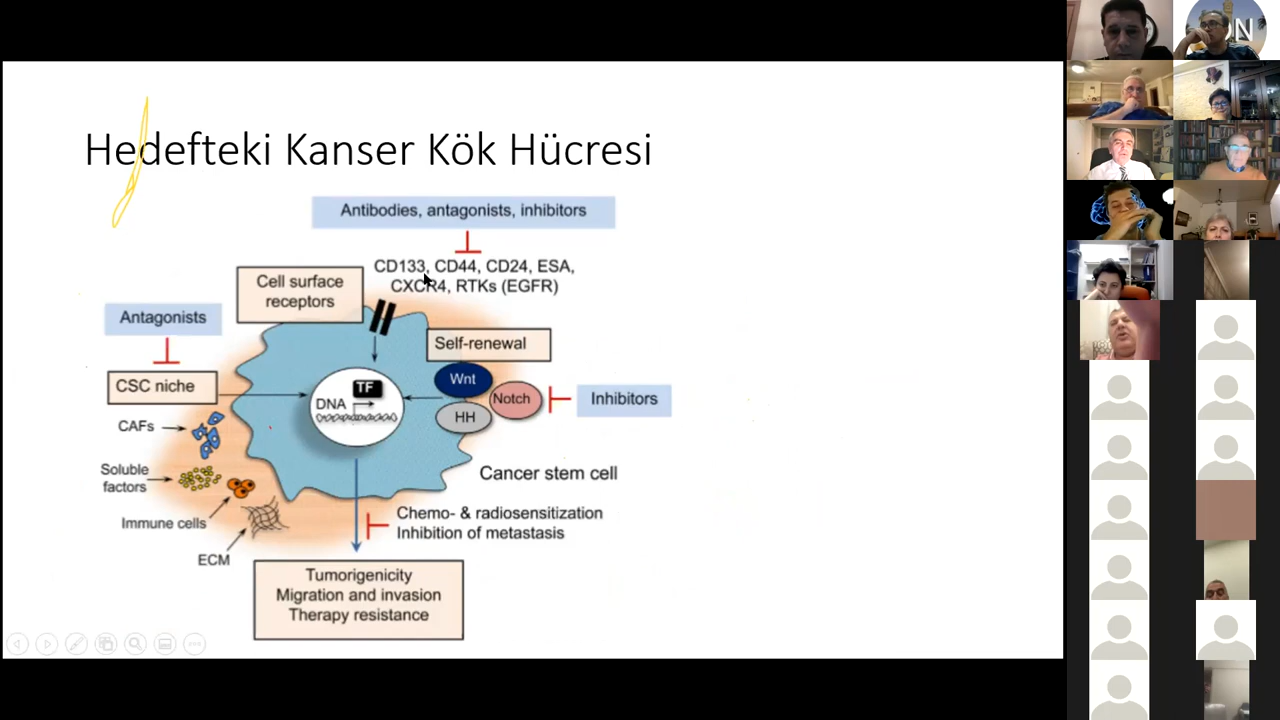 Hedefteki Kanser Kök Hücresi
Antibodies, antagonists, inhibitors
CD133, CD44, CD24, ESA,
CXCR4, RTKs (EGFR)
Cell surface
receptors
Antagonists
Self-renewal
CSC niche
TF
DNA
Wnt
Notch
HH
Inhibitors
CAFs
Soluble
factors
Immune cells
ECM
Cancer stem cell
Chemo- & radiosensitization
Inhibition of metastasis
Tumorigenicity
Migration and invasion
Therapy resistance